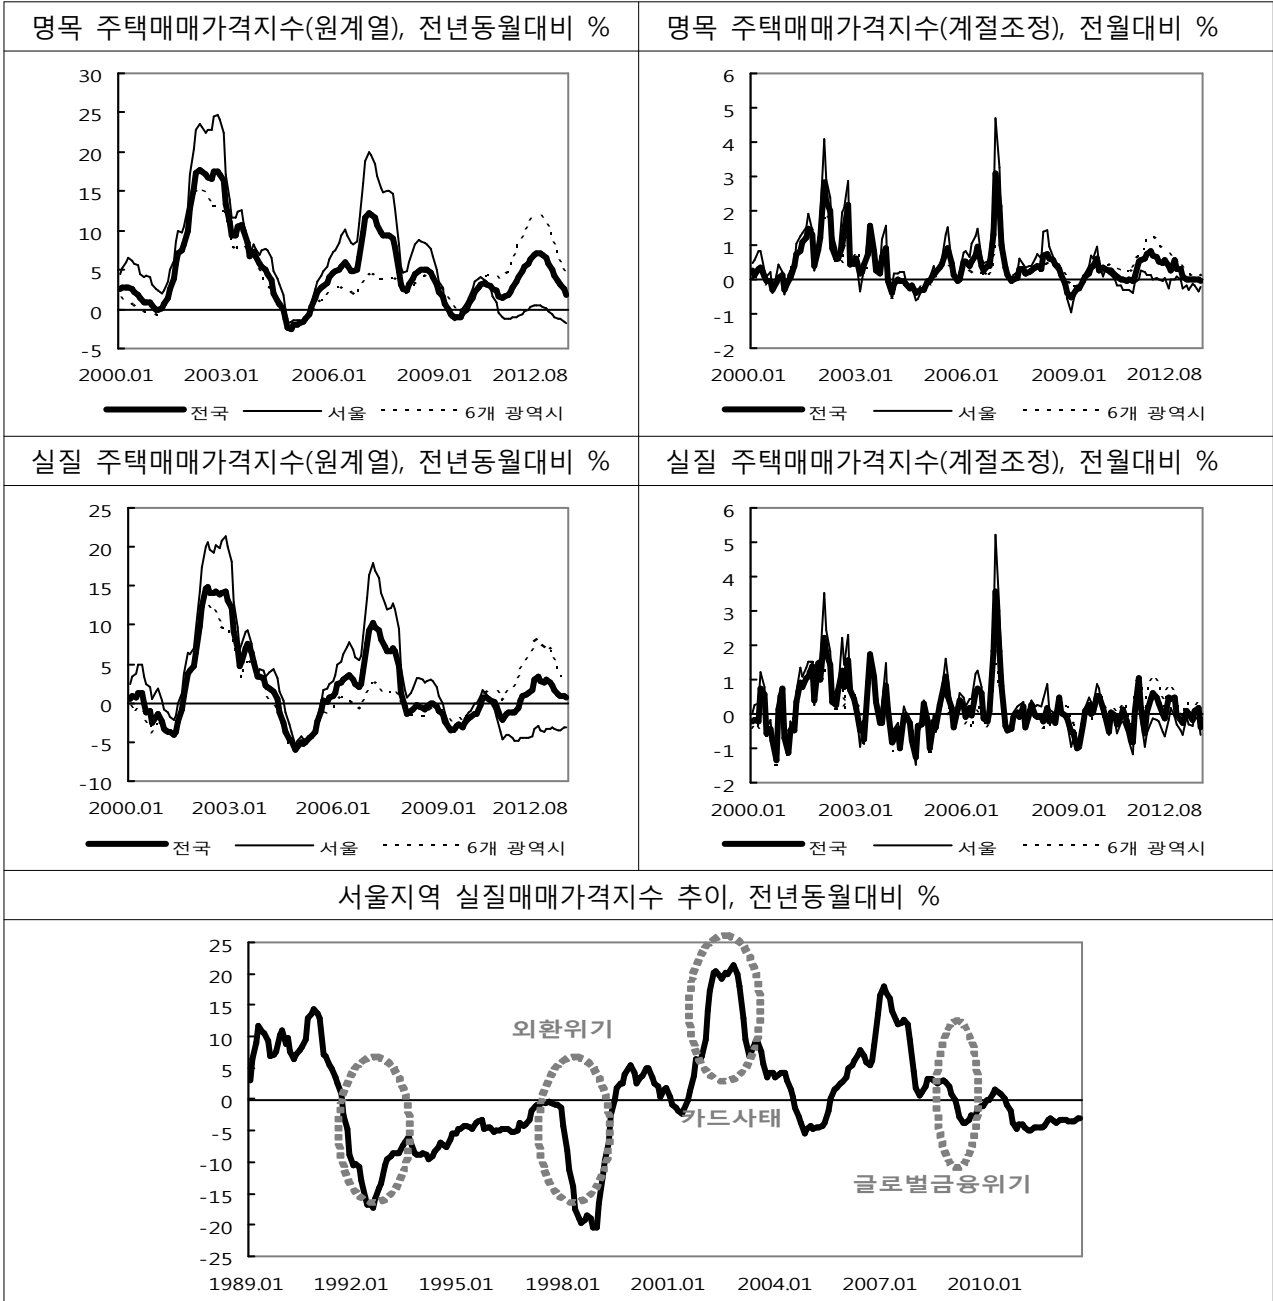 명목 주택매매가격지수(원계열), 전년동월대비 %
30
25
20
15
10
5
0
-5
2000.01 2003.01 2006.01 2009.01 2012.08
전국 서울 6개 광역시
명목 주택매매가격지수(계절조정), 전월대비 %
6
5
4
3
2
1
0
-1
-2
2000.01 2003.01 2006.01 2009.01 2012.08
전국 서울 6개 광역시
실질 주택매매가격지수(원계열), 전년동월대비 %
25
20
15
10
5
0
-5
-10
2000.01 2003.01 2006.01 2009.01 2012.08
전국 서울 6개 광역시
실질 주택매매가격지수(계절조정), 전월대비 %
6
5
4
3
2
1
0
-1
-2
2000.01 2003.01 2006.01 2009.01 2012.08
전국 서울 6개 광역시
서울지역 실질매매가격지수 추이, 전년동월대비 %
25
20
15
10
5
0
-5
-10
-15
-20
-25
외환위기
카드사태
글로벌금융위기
1989.01 1992.01 1995.01 1998.01 2001.01 2004.01 2007.01 2010.01